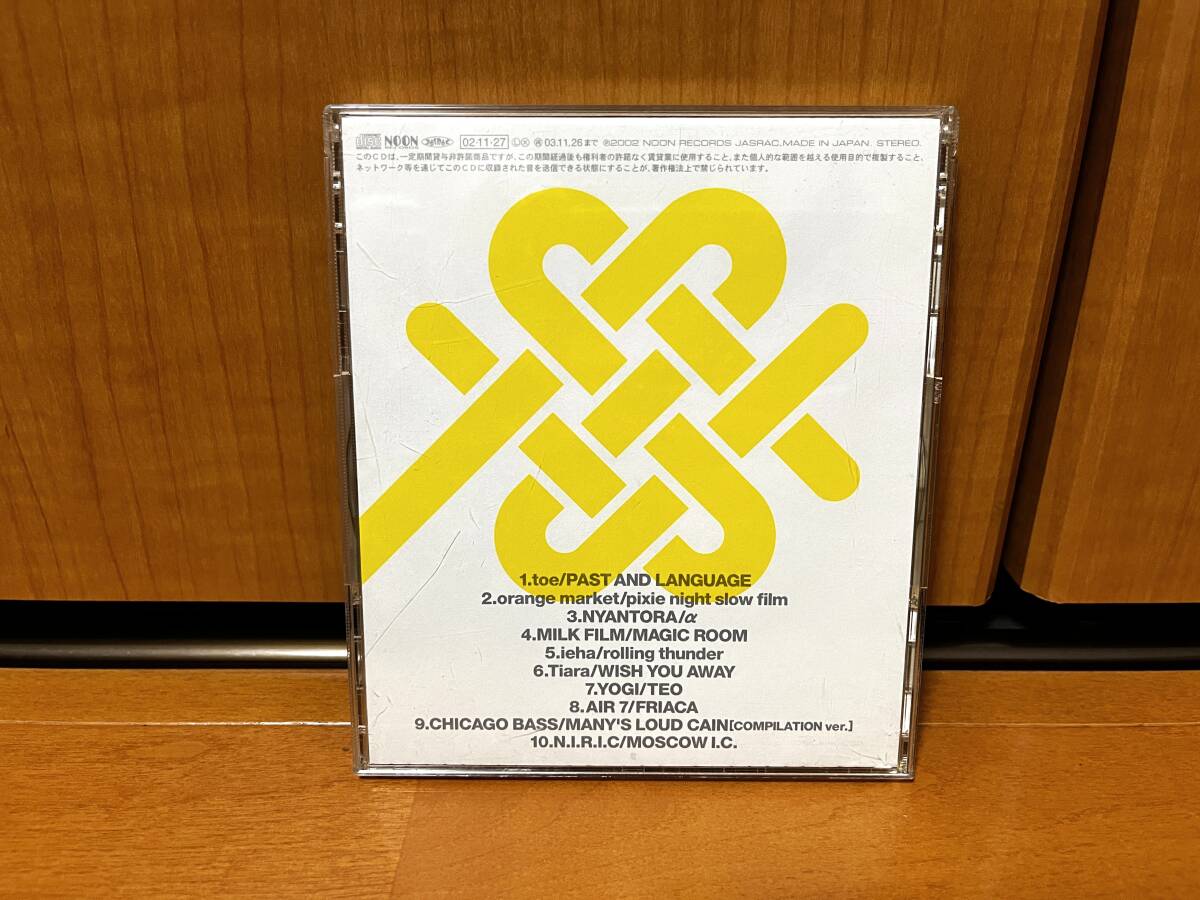 NOON 02·11·27 Ⓛ Ⓧ 03.11.26まで ℗2002 NOON RECORDS JASRAC.MADE IN JAPAN. STEREO.
このCDは、一定期間貸与非許諾商品ですが、この期間経過後も権利者の許諾なく賃貸業に使用すること、また個人的な範囲を越える使用目的で複製すること、
ネットワーク等を通じてこのCDに収録された音を送信できる状態にすることが、著作権法上で禁じられています。
1.toe/PAST AND LANGUAGE
2.orange market/pixie night slow film
3.NYANTORA/α
4.MILK FILM/MAGIC ROOM
5.ieha/rolling thunder
6.Tiara/WISH YOU AWAY
7.YOGI/TEO
8.AIR 7/FRIACA
9.CHICAGO BASS/MANY'S LOUD CAIN[COMPILATION ver.]
10.N.I.R.I.C/MOSCOW I.C.